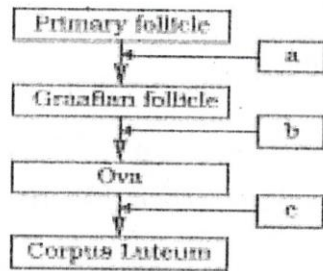 Primary follicle
a
Graafian follicle
b
Ova
c
Corpus Luteum